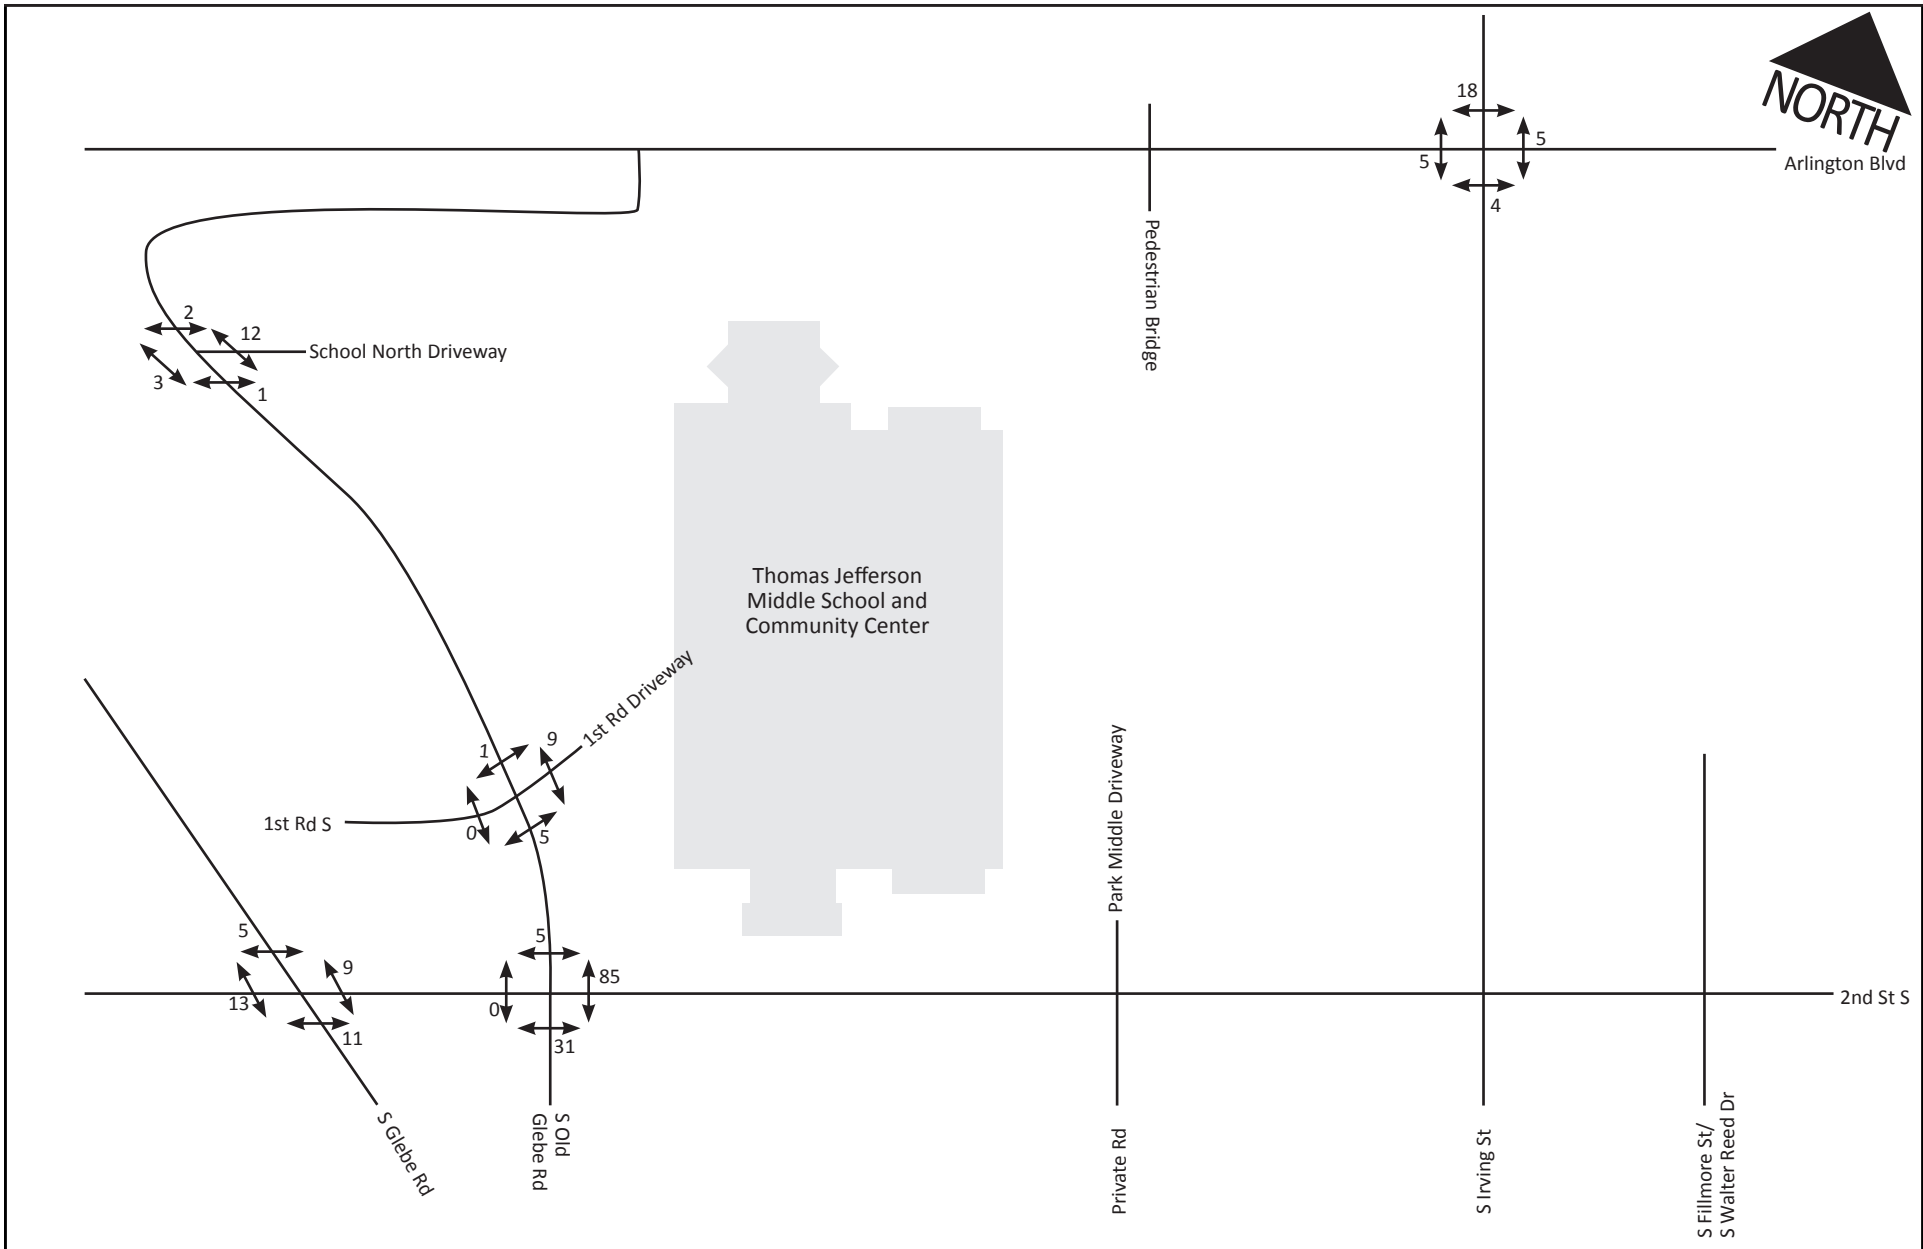 NORTH
18
5
5
4
Arlington Blvd
Pedestrian Bridge
2
12
School North Driveway
3
1
Thomas Jefferson
Middle School and
Community Center
1
9
1st Rd Driveway
1st Rd S
0
5
Park Middle Driveway
5
9
13
11
5
85
0
31
2nd St S
S Glebe Rd
S Old
Glebe Rd
Private Rd
S Irving St
S Fillmore St/
S Walter Reed Dr